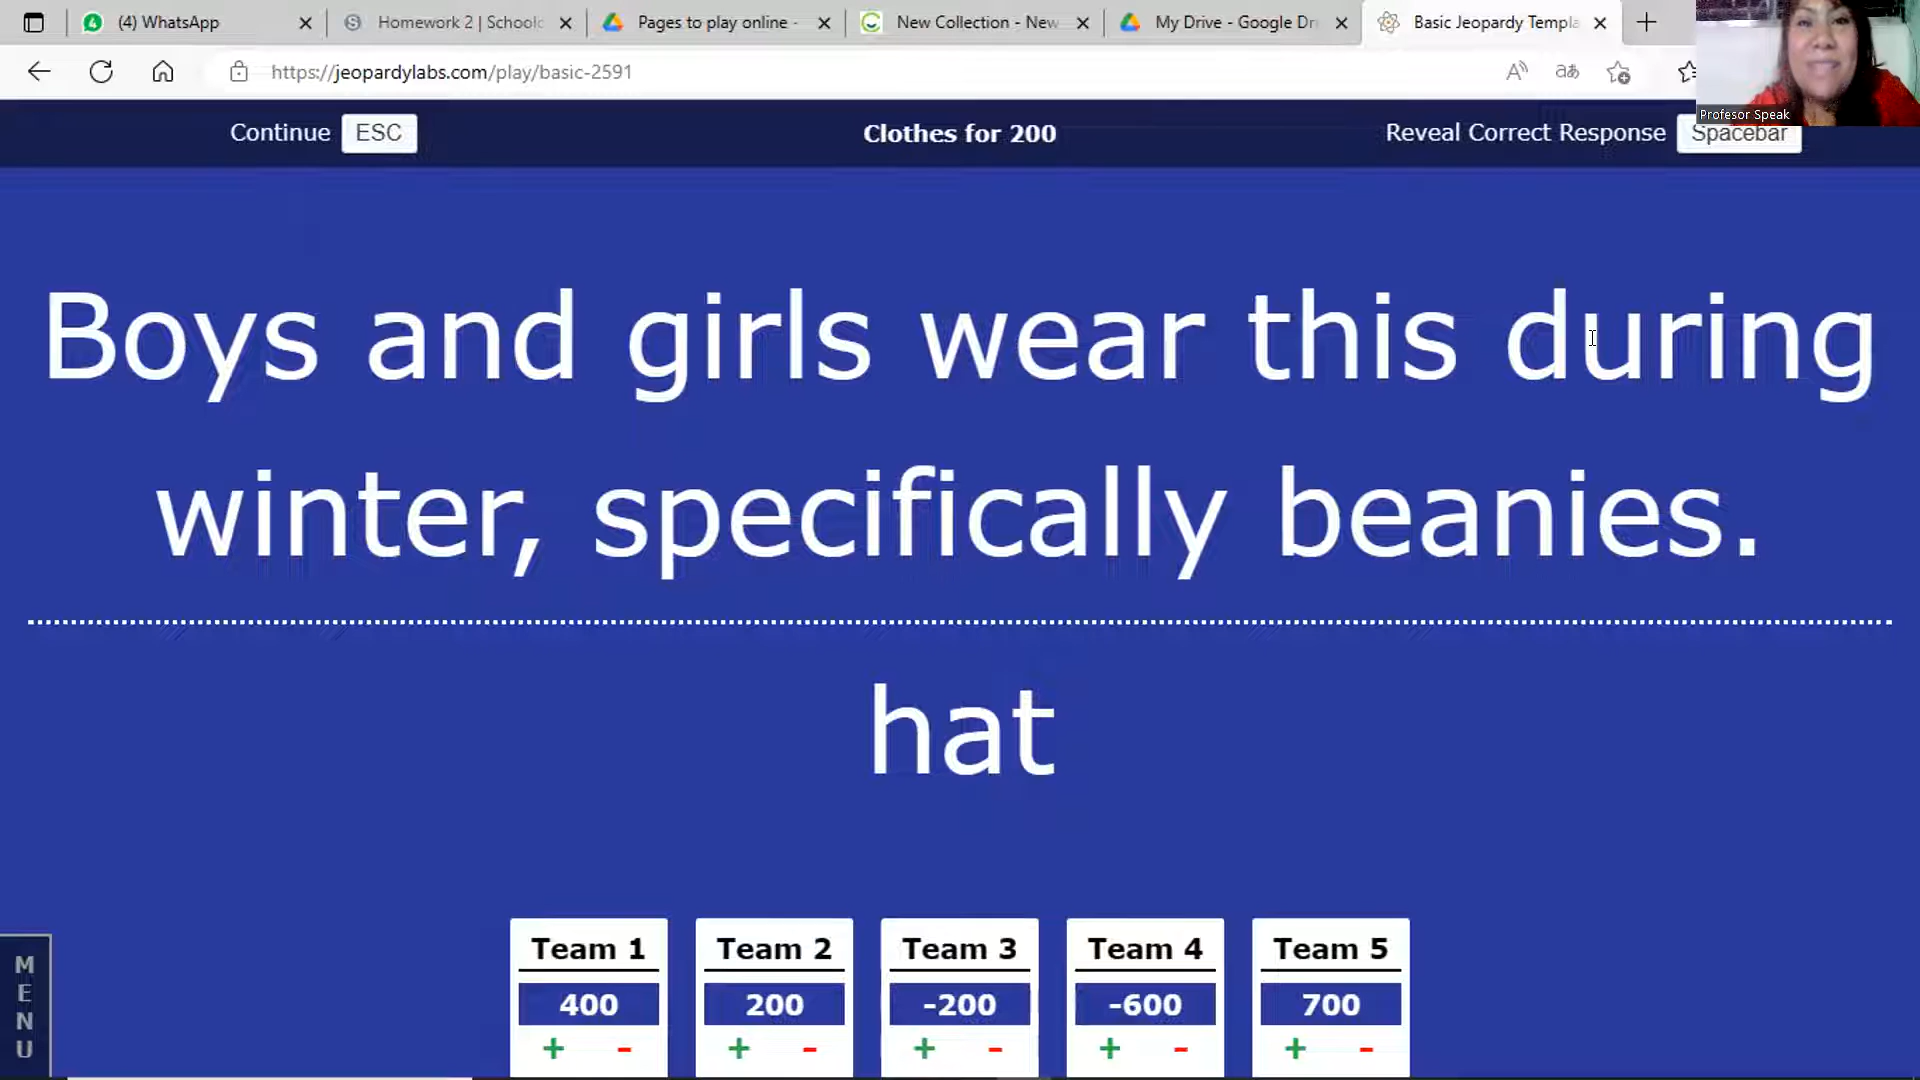 (4) WhatsApp
Homework 2 | Schoolo
Pages to play online -
New Collection - New
My Drive - Google Dri
Basic Jeopardy Templa
https://jeopardylabs.com/play/basic-2591
Profesor Speak
Continue ESC
Clothes for 200
Reveal Correct Response Spacebar
Boys and girls wear this during
winter, specifically beanies.
hat
MENU
Team 1 Team 2 Team 3 Team 4 Team 5
400 200 -200 -600 700
+ - + - + - + - + -